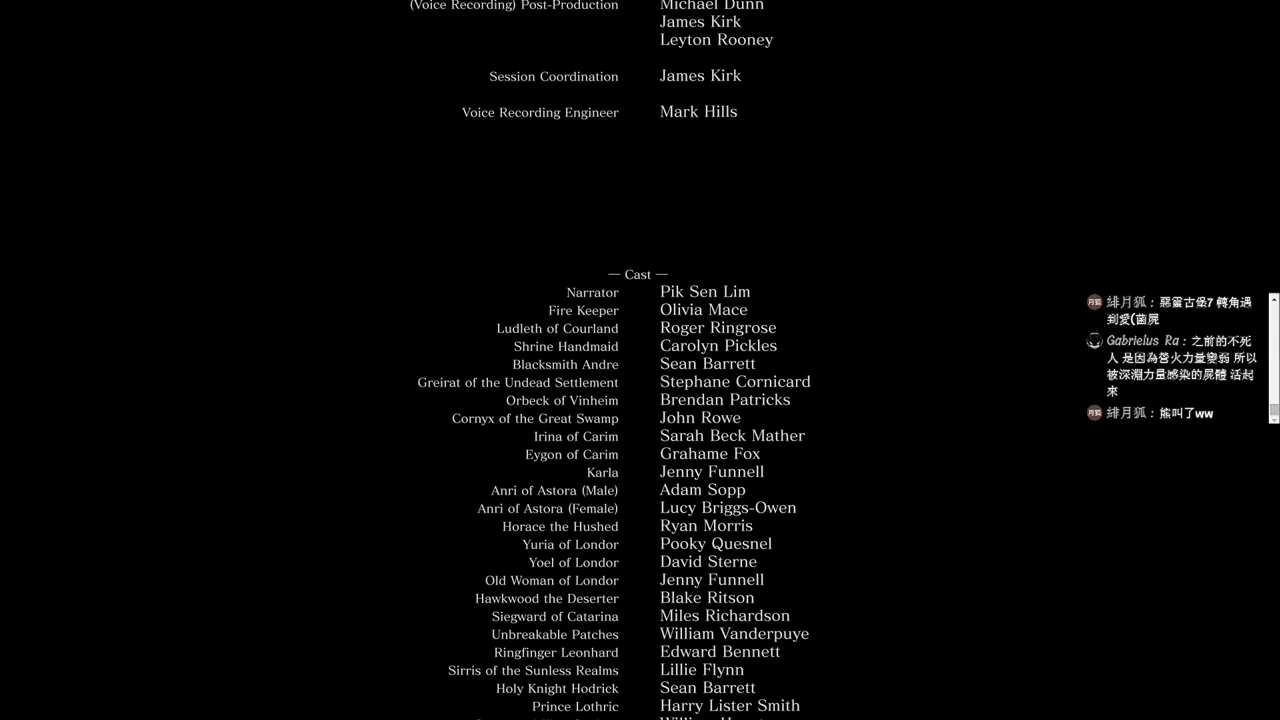 (Voice Recording) Post-Production Michael Dunn
James Kirk
Leyton Rooney
Session Coordination James Kirk
Voice Recording Engineer Mark Hills
— Cast —
Narrator Pik Sen Lim
Fire Keeper Olivia Mace
Ludleth of Courland Roger Ringrose
Shrine Handmaid Carolyn Pickles
Blacksmith Andre Sean Barrett
Greirat of the Undead Settlement Stephane Cornicard
Orbeck of Vinheim Brendan Patricks
Cornyx of the Great Swamp John Rowe
Irina of Carim Sarah Beck Mather
Eygon of Carim Grahame Fox
Karla Jenny Funnell
Anri of Astora (Male) Adam Sopp
Anri of Astora (Female) Lucy Briggs-Owen
Horace the Hushed Ryan Morris
Yuria of Londor Pooky Quesnel
Yoel of Londor David Sterne
Old Woman of Londor Jenny Funnell
Hawkwood the Deserter Blake Ritson
Siegward of Catarina Miles Richardson
Unbreakable Patches William Vanderpuye
Ringfinger Leonhard Edward Bennett
Sirris of the Sunless Realms Lillie Flynn
Holy Knight Hodrick Sean Barrett
Prince Lothric Harry Lister Smith
緋月狐 : 惡靈古堡7 轉角遇
到愛(菌屍
Gabrielus Ra : 之前的不死
人 是因為營火力量變弱 所以
被深淵力量感染的屍體 活起
來
緋月狐 : 熊叫了ww